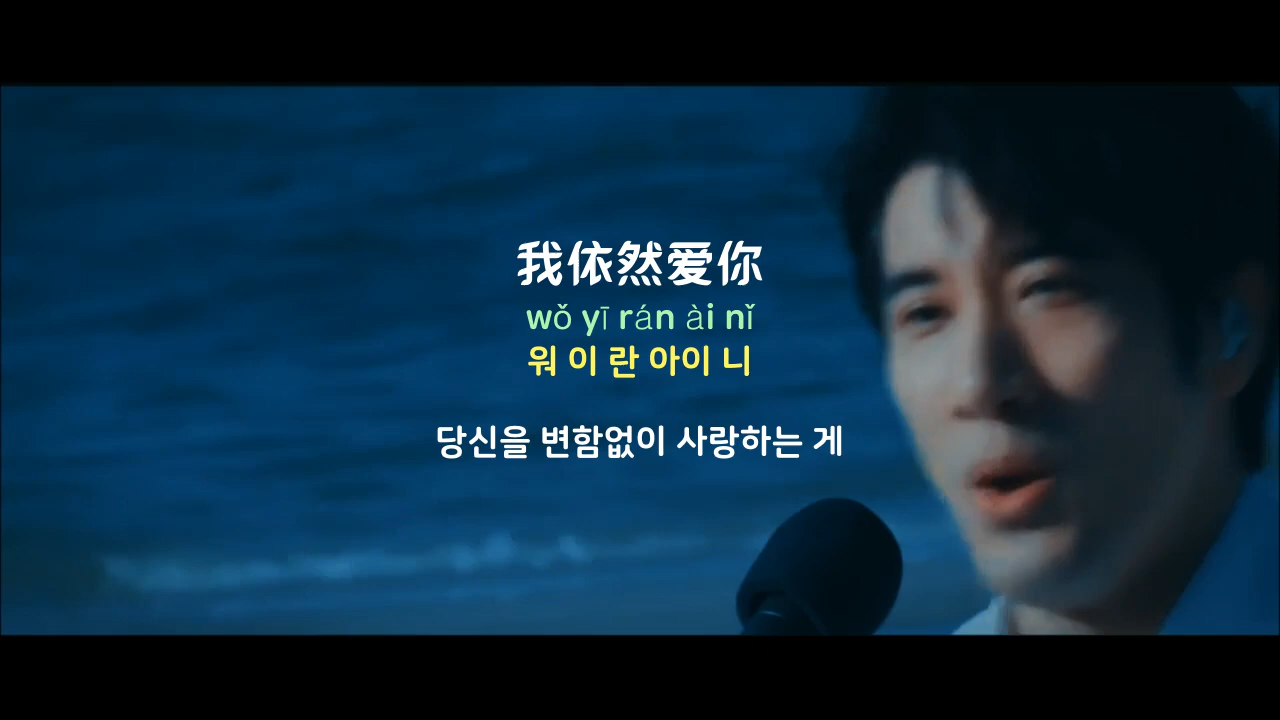 我依然爱你
wǒ yī rán ài nǐ
워 이 란 아이 니
당신을 변함없이 사랑하는 게